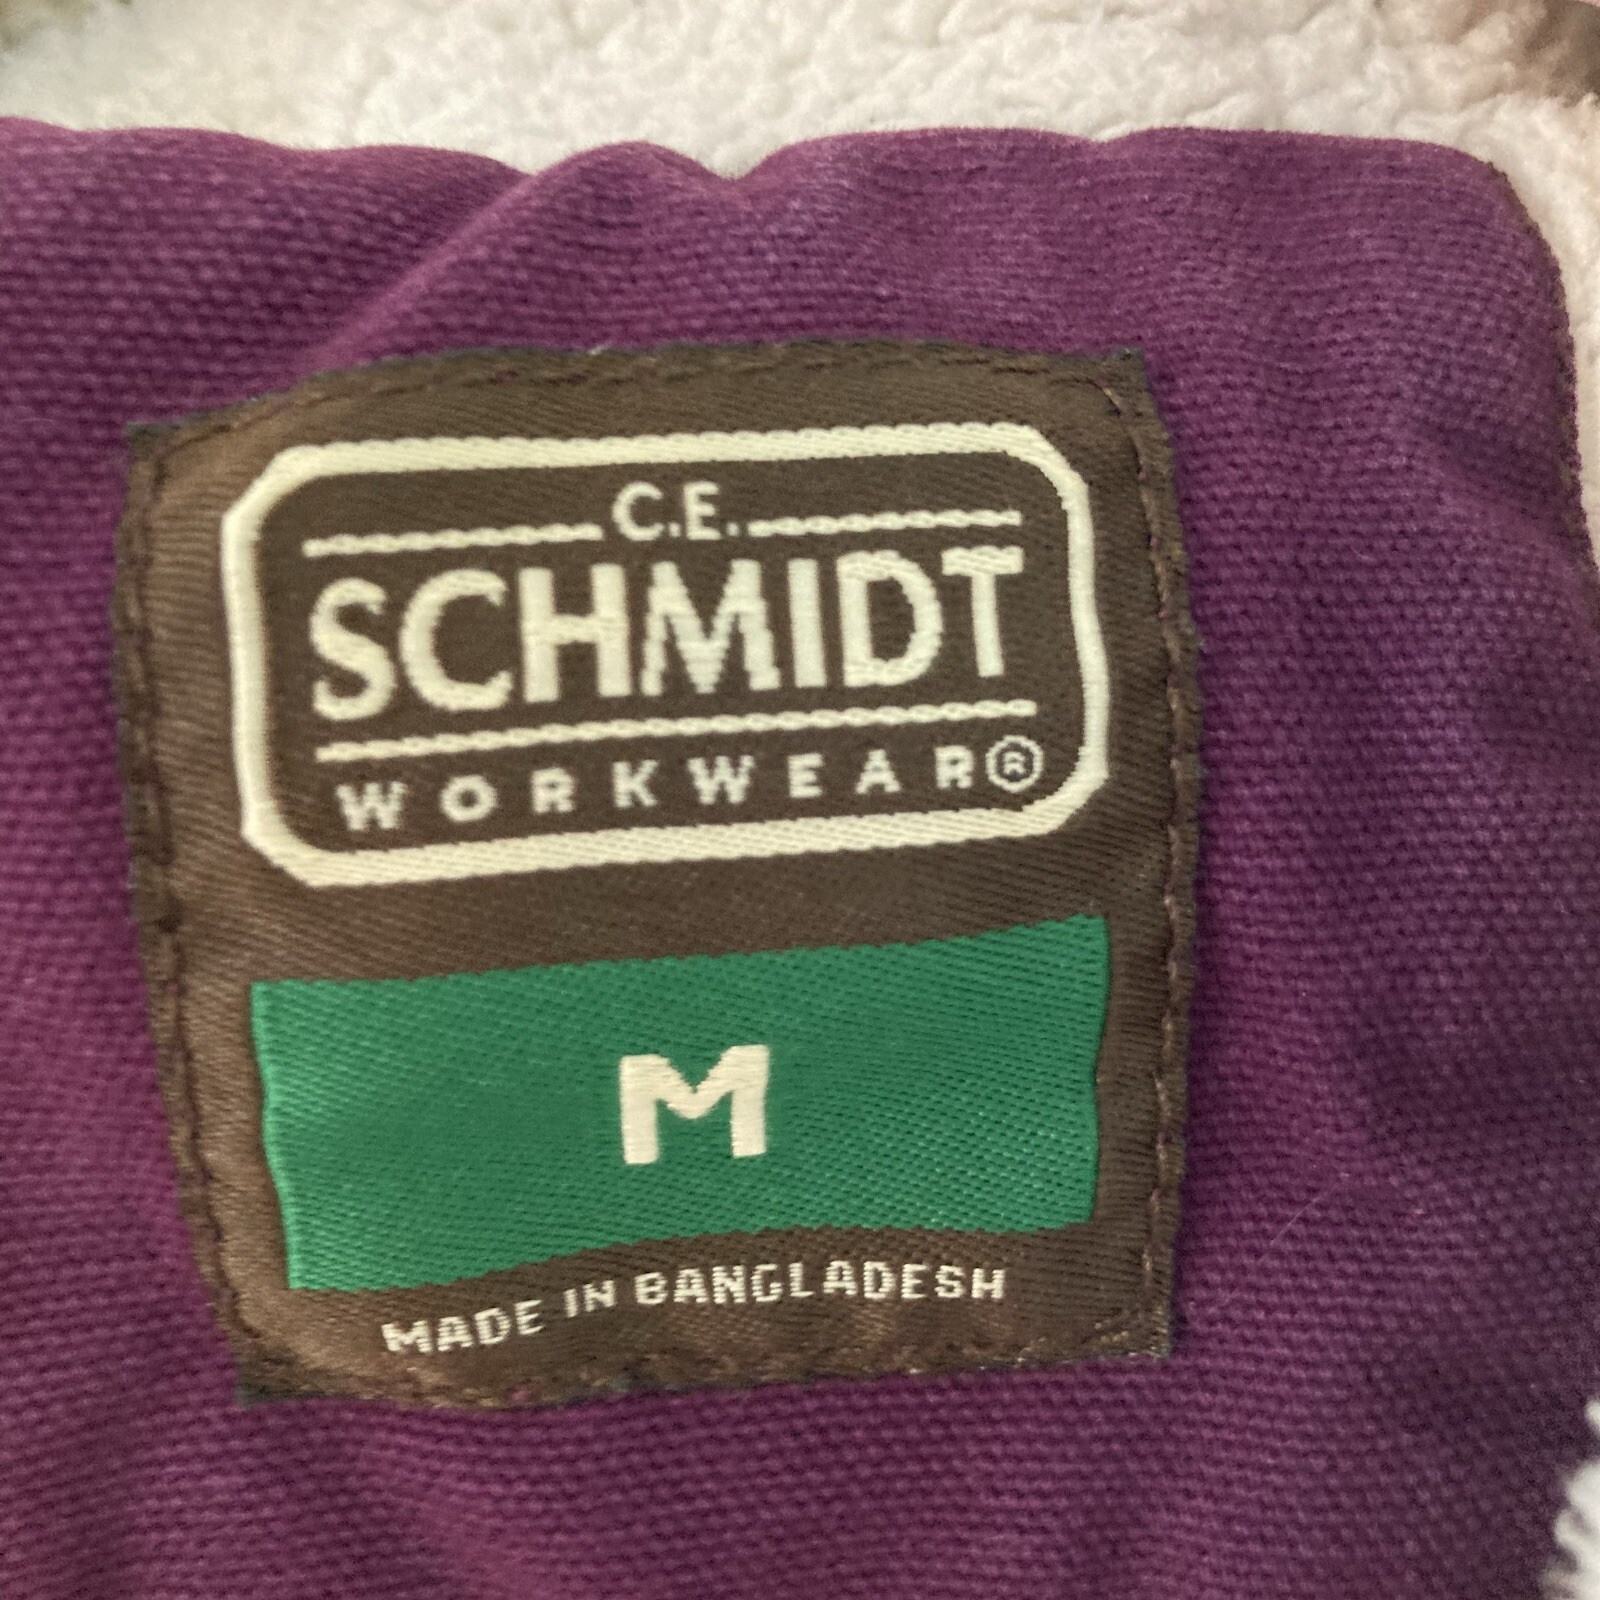 C.E.
SCHMIDT
WORKWEAR®
M
MADE IN BANGLADESH